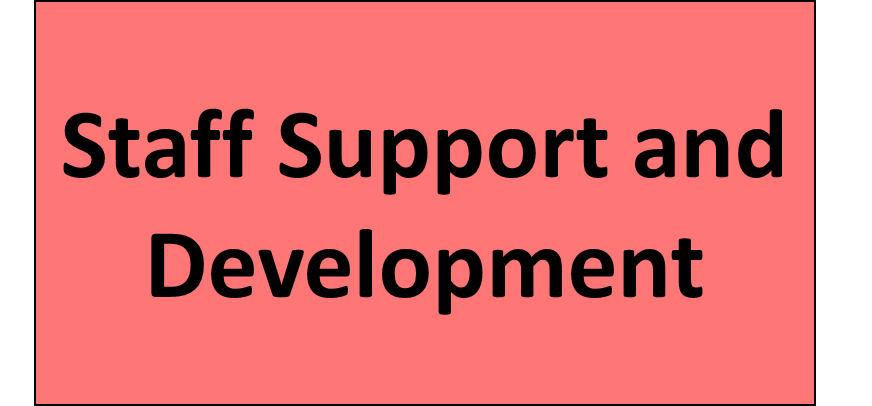 Staff Support and
Development